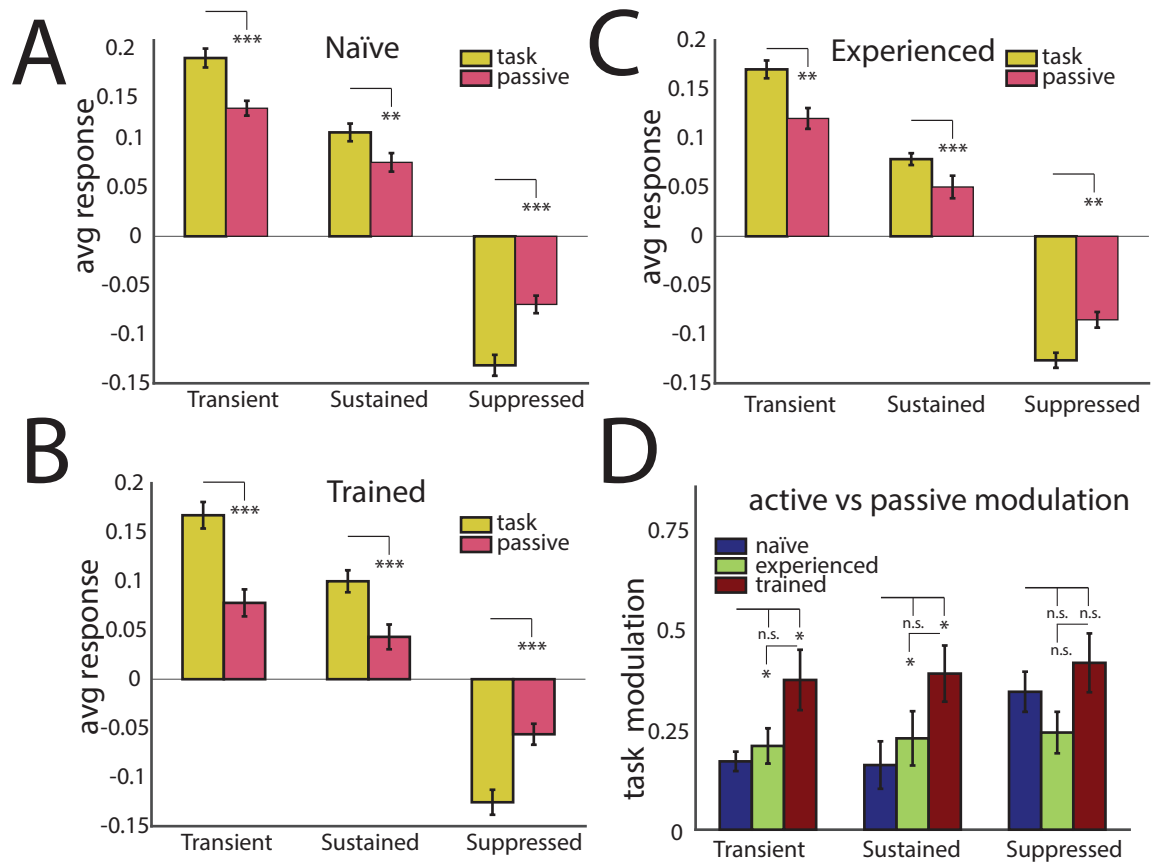 A
Naïve
task
passive
avg response
0.2
0.15
0.1
0.05
0
-0.05
-0.1
-0.15
***
**
***
Transient
Sustained
Suppressed
C
Experienced
task
passive
avg response
0.2
0.15
0.1
0.05
0
-0.05
-0.1
-0.15
**
***
**
Transient
Sustained
Suppressed
B
Trained
task
passive
avg response
0.2
0.15
0.1
0.05
0
-0.05
-0.1
-0.15
***
***
***
Transient
Sustained
Suppressed
D
active vs passive modulation
naïve
experienced
trained
task modulation
0.75
0.5
0.25
0
n.s.
*
*
n.s.
*
*
n.s.
n.s.
n.s.
Transient
Sustained
Suppressed